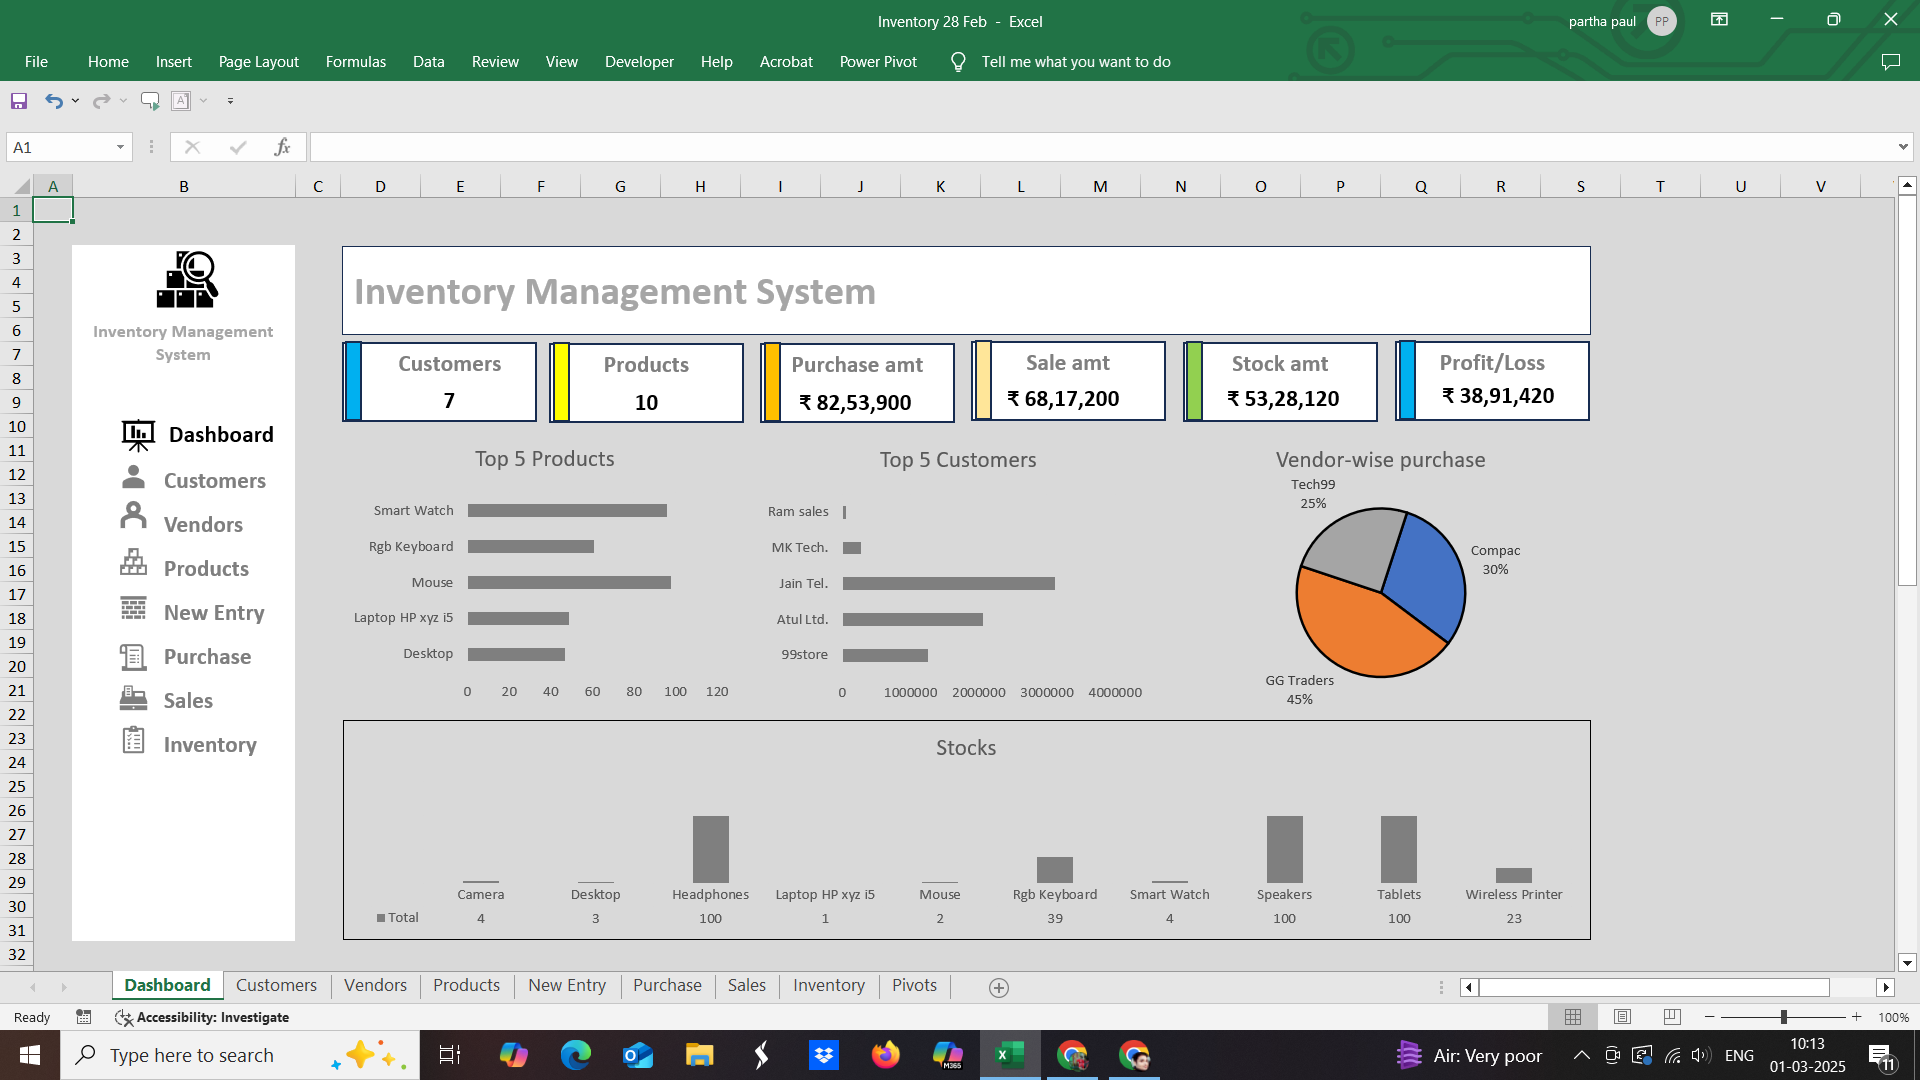 Inventory 28 Feb - Excel
partha paul
PP
File Home Insert Page Layout Formulas Data Review View Developer Help Acrobat Power Pivot Tell me what you want to do
A
A1
fx
A B C D E F G H I J K L M N O P Q R S T U V
1
2
3
4
5
6
7
8
9
10
11
12
13
14
15
16
17
18
19
20
21
22
23
24
25
26
27
28
29
30
31
32
Inventory Management
System
Dashboard
Customers
Vendors
Products
New Entry
Purchase
Sales
Inventory
Inventory Management System
Customers
7
Products
10
Purchase amt
₹ 82,53,900
Sale amt
₹ 68,17,200
Stock amt
₹ 53,28,120
Profit/Loss
₹ 38,91,420
Top 5 Products
Smart Watch
Rgb Keyboard
Mouse
Laptop HP xyz i5
Desktop
0 20 40 60 80 100 120
Top 5 Customers
Ram sales
MK Tech.
Jain Tel.
Atul Ltd.
99store
0 1000000 2000000 3000000 4000000
Vendor-wise purchase
Tech99
25%
Compac
30%
GG Traders
45%
Stocks
Camera Desktop Headphones Laptop HP xyz i5 Mouse Rgb Keyboard Smart Watch Speakers Tablets Wireless Printer
Total 4 3 100 1 2 39 4 100 100 23
Dashboard Customers Vendors Products New Entry Purchase Sales Inventory Pivots
Ready
Accessibility: Investigate
100%
Type here to search
M365
Air: Very poor
ENG
10:13
01-03-2025
11